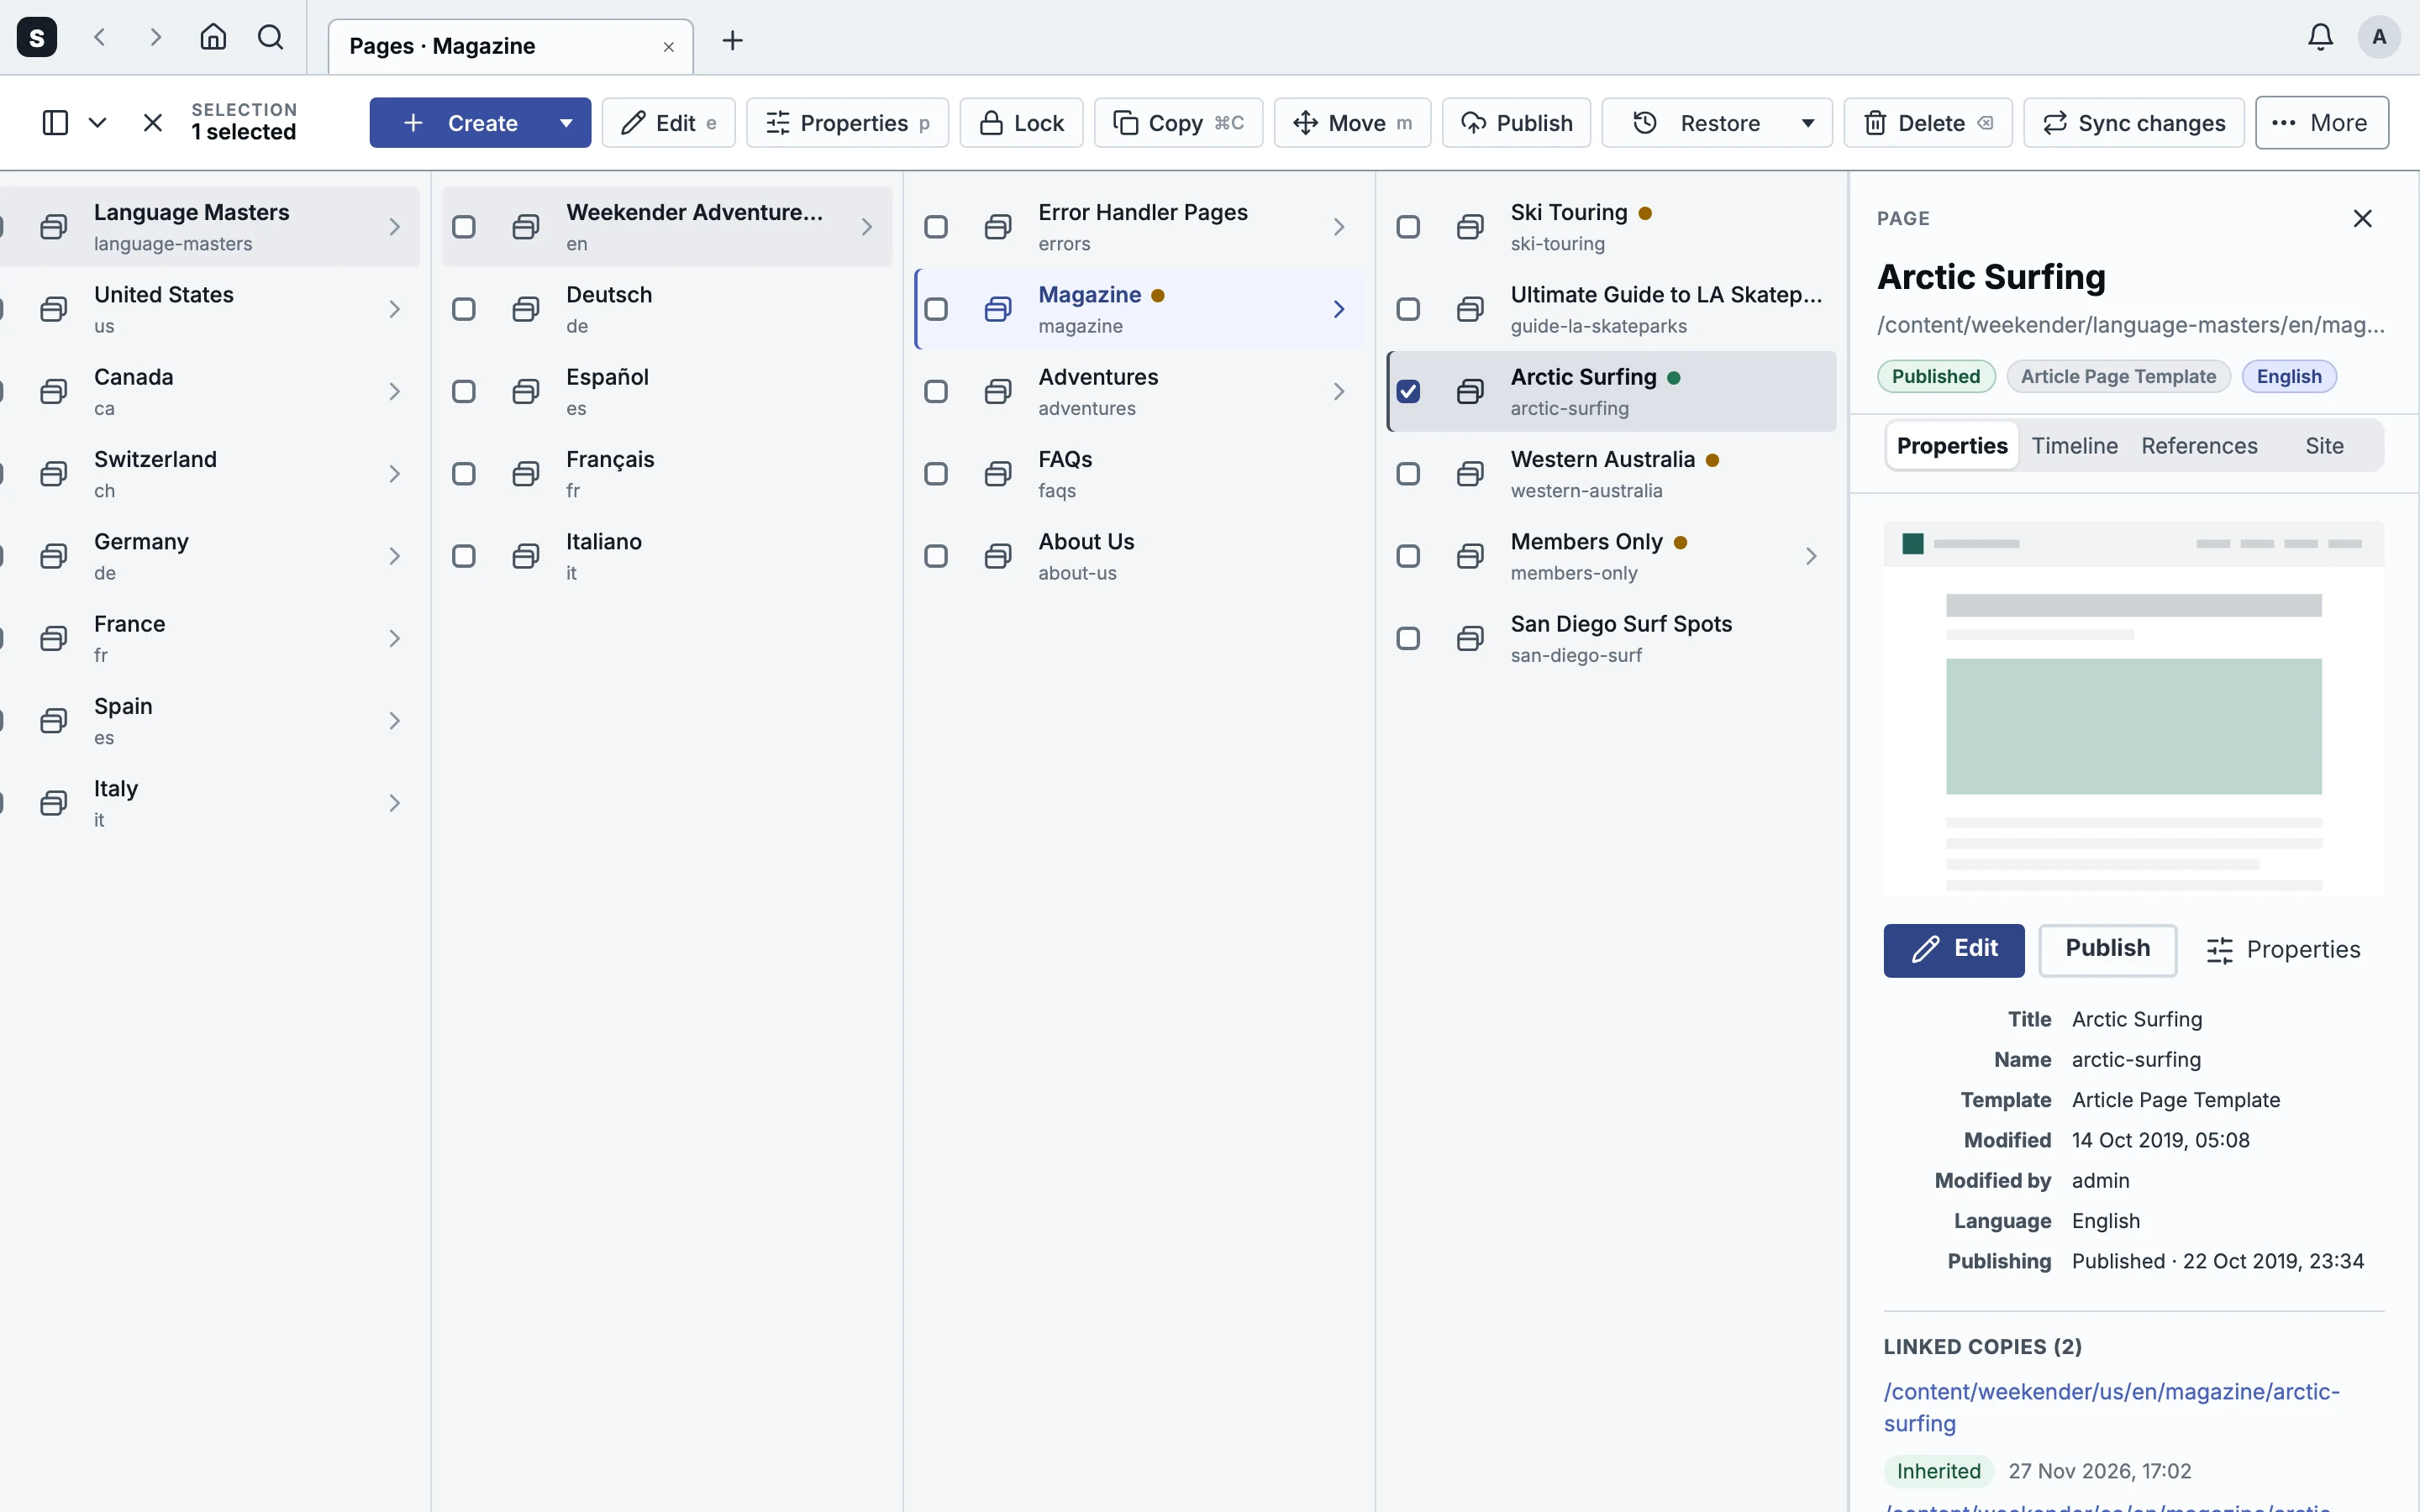 S
Pages · Magazine
A
SELECTION
1 selected
Create
Edit e
Properties p
Lock
Copy ⌘C
Move m
Publish
Restore
Delete
Sync changes
More
Language Masters
language-masters
United States
us
Canada
ca
Switzerland
ch
Germany
de
France
fr
Spain
es
Italy
it
Weekender Adventure...
en
Deutsch
de
Español
es
Français
fr
Italiano
it
Error Handler Pages
errors
Magazine
magazine
Adventures
adventures
FAQs
faqs
About Us
about-us
Ski Touring
ski-touring
Ultimate Guide to LA Skatep...
guide-la-skateparks
Arctic Surfing
arctic-surfing
Western Australia
western-australia
Members Only
members-only
San Diego Surf Spots
san-diego-surf
PAGE
Arctic Surfing
/content/weekender/language-masters/en/mag...
Published
Article Page Template
English
Properties
Timeline
References
Site
Edit
Publish
Properties
Title Arctic Surfing
Name arctic-surfing
Template Article Page Template
Modified 14 Oct 2019, 05:08
Modified by admin
Language English
Publishing Published · 22 Oct 2019, 23:34
LINKED COPIES (2)
/content/weekender/us/en/magazine/arctic-
surfing
Inherited 27 Nov 2026, 17:02